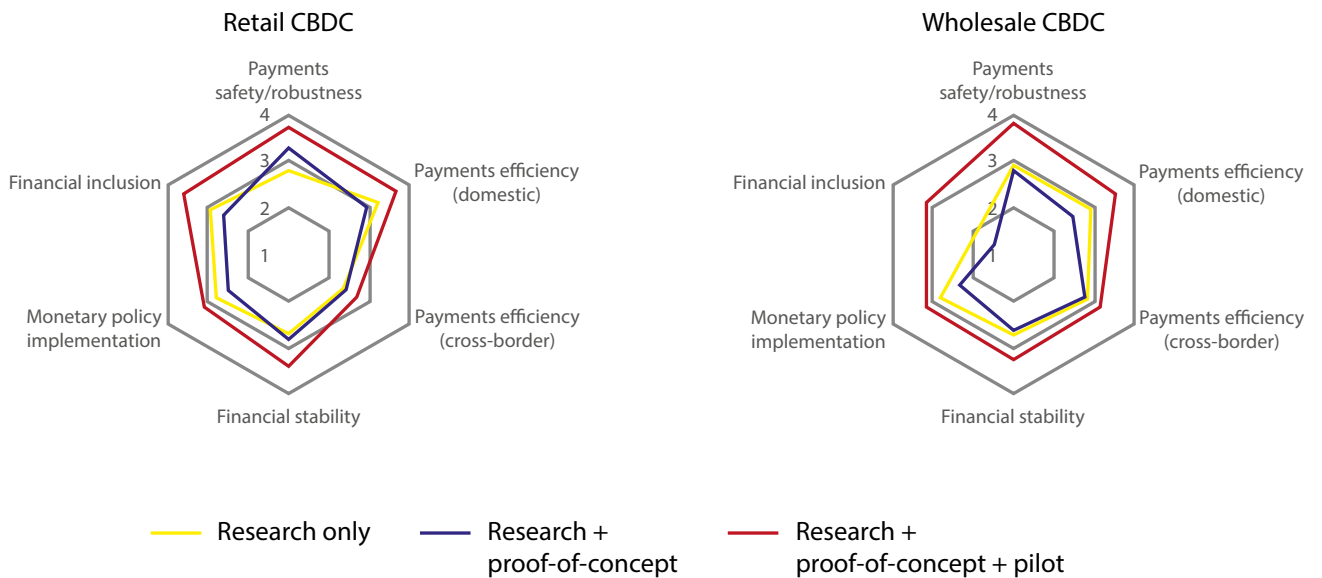 Retail CBDC
Payments
safety/robustness
4
3
2
1
Payments efficiency
(domestic)
Financial inclusion
Monetary policy
implementation
Payments efficiency
(cross-border)
Financial stability
Wholesale CBDC
Payments
safety/robustness
4
3
2
1
Payments efficiency
(domestic)
Financial inclusion
Monetary policy
implementation
Payments efficiency
(cross-border)
Financial stability
Research only
Research +
proof-of-concept
Research +
proof-of-concept + pilot